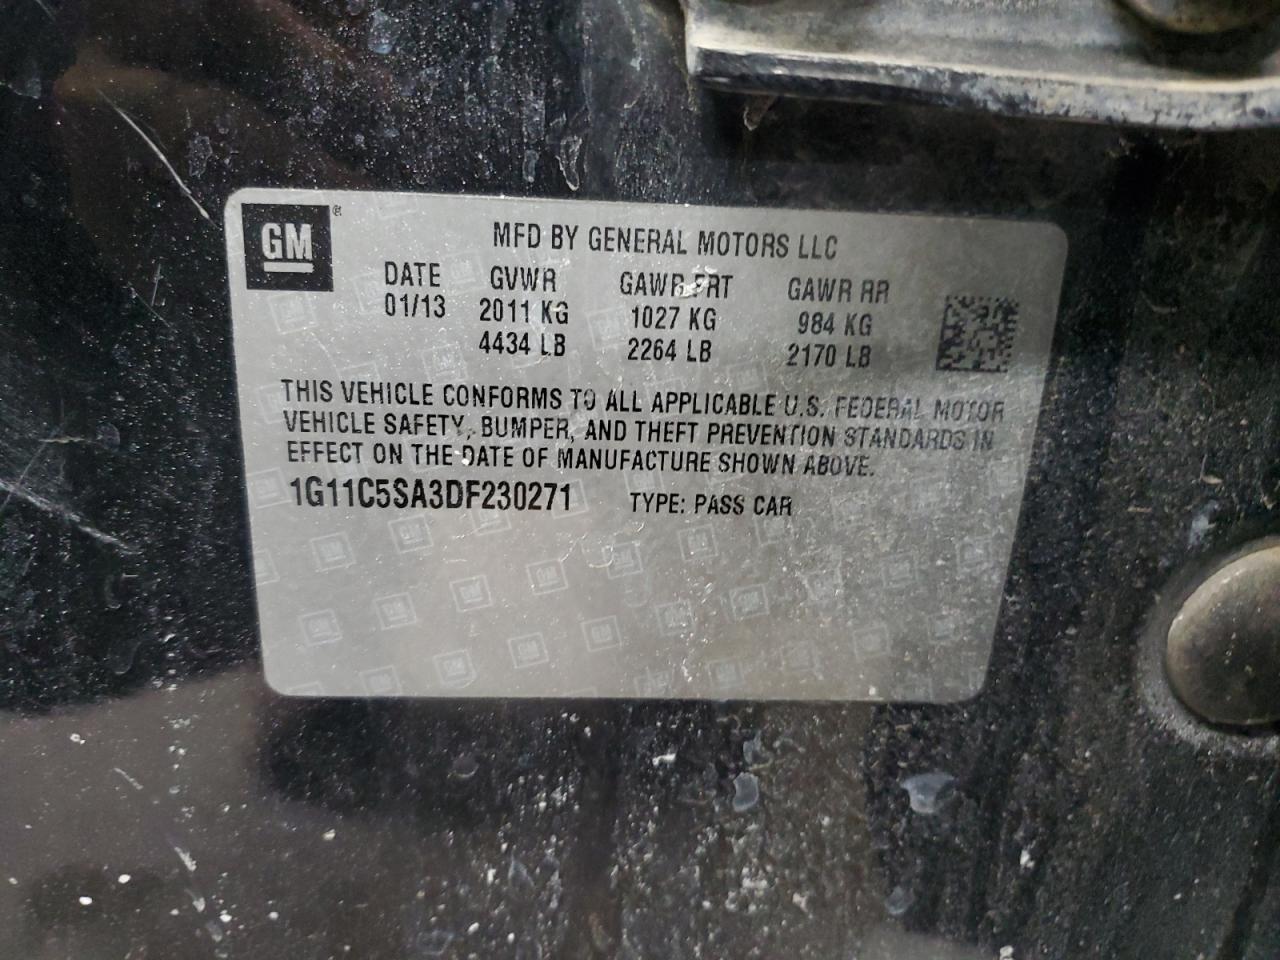 GM®
MFD BY GENERAL MOTORS LLC
DATE GVWR GAWR FRT GAWR RR
01/13 2011 KG 1027 KG 984 KG
4434 LB 2264 LB 2170 LB
THIS VEHICLE CONFORMS TO ALL APPLICABLE U.S. FEDERAL MOTOR
VEHICLE SAFETY, BUMPER, AND THEFT PREVENTION STANDARDS IN
EFFECT ON THE DATE OF MANUFACTURE SHOWN ABOVE.
1G11C5SA3DF230271 TYPE: PASS CAR